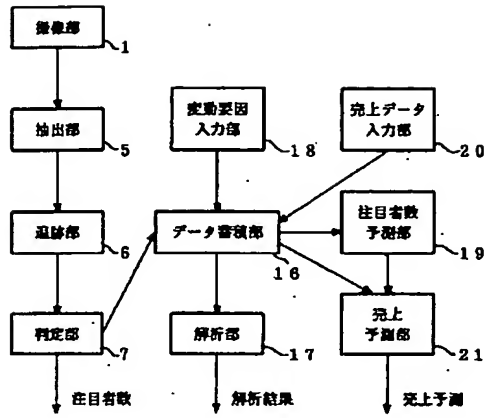 撮像部
1
抽出部
5
変動要因
入力部
18
売上データ
入力部
20
追跡部
6
データ蓄積部
16
注目者数
予測部
19
判定部
7
解析部
17
売上
予測部
21
注目者数
解析結果
売上予測